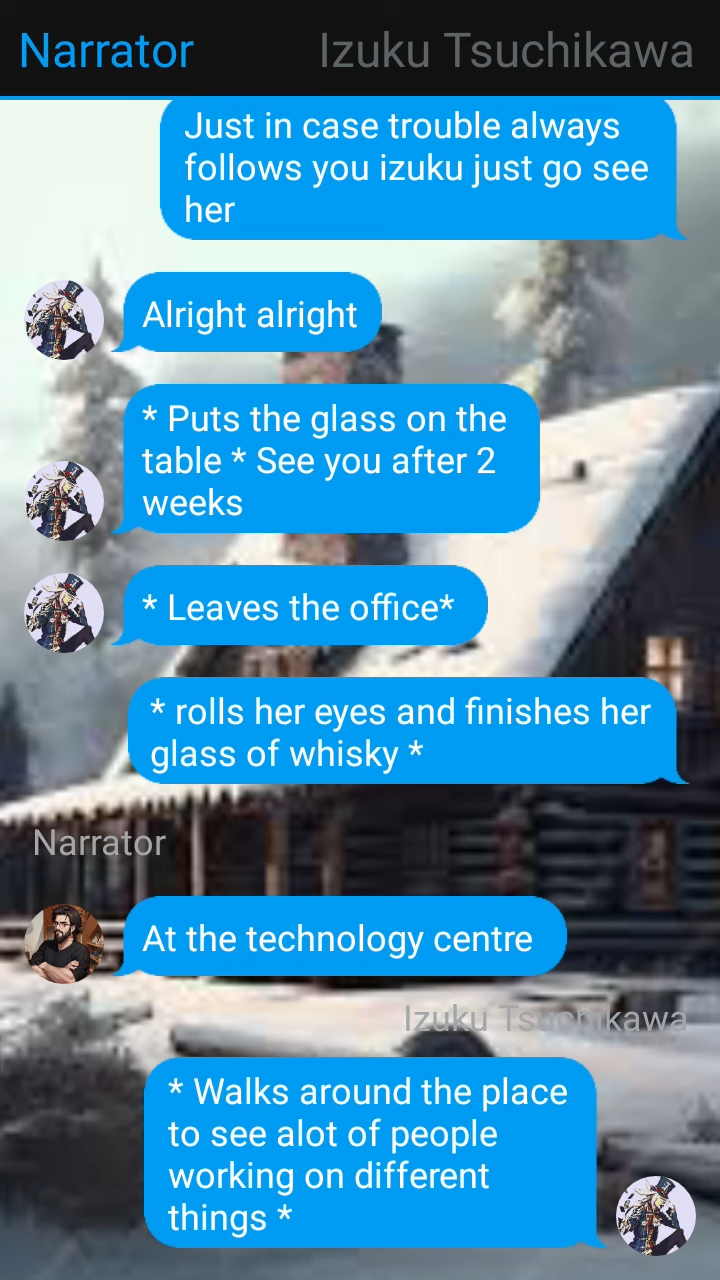 Narrator
Izuku Tsuchikawa
Just in case trouble always
follows you izuku just go see
her
Alright alright
* Puts the glass on the
table * See you after 2
weeks
* Leaves the office*
* rolls her eyes and finishes her
glass of whisky *
Narrator
At the technology centre
Izuku Tsuchikawa
* Walks around the place
to see alot of people
working on different
things *